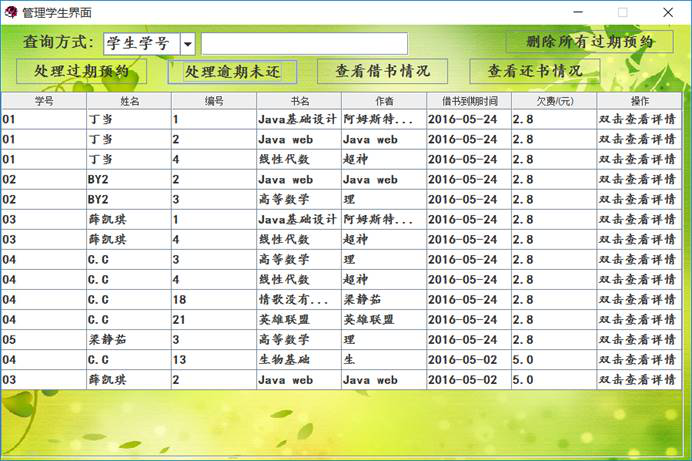 管理学生界面
查询方式: 学生学号 删除所有过期预约
处理过期预约 处理逾期未还 查看借书情况 查看还书情况
学号 姓名 编号 书名 作者 借书到期时间 欠费/(元) 操作
01 丁当 1 Java基础设计 阿姆斯特... 2016-05-24 2.8 双击查看详情
01 丁当 2 Java web Java web 2016-05-24 2.8 双击查看详情
01 丁当 4 线性代数 超神 2016-05-24 2.8 双击查看详情
02 BY2 2 Java web Java web 2016-05-24 2.8 双击查看详情
02 BY2 3 高等数学 理 2016-05-24 2.8 双击查看详情
03 薛凯琪 1 Java基础设计 阿姆斯特... 2016-05-24 2.8 双击查看详情
03 薛凯琪 4 线性代数 超神 2016-05-24 2.8 双击查看详情
04 G.G 3 高等数学 理 2016-05-24 2.8 双击查看详情
04 G.G 4 线性代数 超神 2016-05-24 2.8 双击查看详情
04 G.G 18 情歌没有... 梁静茹 2016-05-24 2.8 双击查看详情
04 G.G 21 英雄联盟 英雄联盟 2016-05-24 2.8 双击查看详情
05 梁静茹 3 高等数学 理 2016-05-24 2.8 双击查看详情
04 G.G 13 生物基础 生 2016-05-02 5.0 双击查看详情
03 薛凯琪 2 Java web Java web 2016-05-02 5.0 双击查看详情